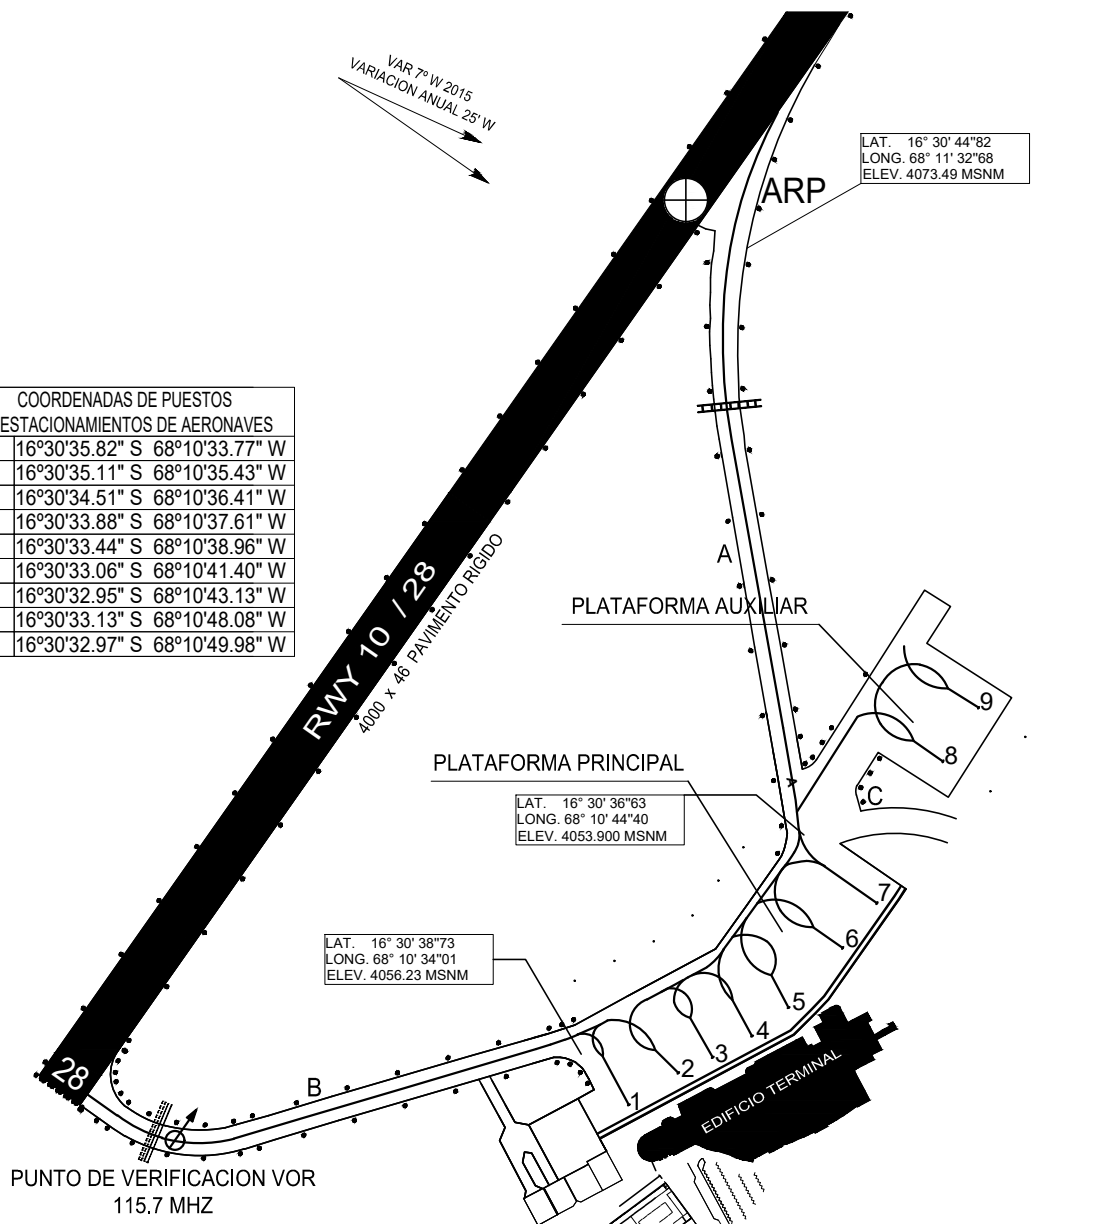 VAR 7º W 2015
VARIACION ANUAL 25' W
LAT. 16° 30' 44"82
LONG. 68° 11' 32"68
ELEV. 4073.49 MSNM
ARP
COORDENADAS DE PUESTOS
ESTACIONAMIENTOS DE AERONAVES
16º30'35.82" S 68º10'33.77" W
16º30'35.11" S 68º10'35.43" W
16º30'34.51" S 68º10'36.41" W
16º30'33.88" S 68º10'37.61" W
16º30'33.44" S 68º10'38.96" W
16º30'33.06" S 68º10'41.40" W
16º30'32.95" S 68º10'43.13" W
16º30'33.13" S 68º10'48.08" W
16º30'32.97" S 68º10'49.98" W
RWY 10 / 28
4000 x 46 PAVIMENTO RIGIDO
A
PLATAFORMA AUXILIAR
9
8
A
C
PLATAFORMA PRINCIPAL
LAT. 16° 30' 36"63
LONG. 68° 10' 44"40
ELEV. 4053.900 MSNM
7
6
5
4
3
2
1
LAT. 16° 30' 38"73
LONG. 68° 10' 34"01
ELEV. 4056.23 MSNM
EDIFICIO TERMINAL
28
B
PUNTO DE VERIFICACION VOR
115,7 MHZ